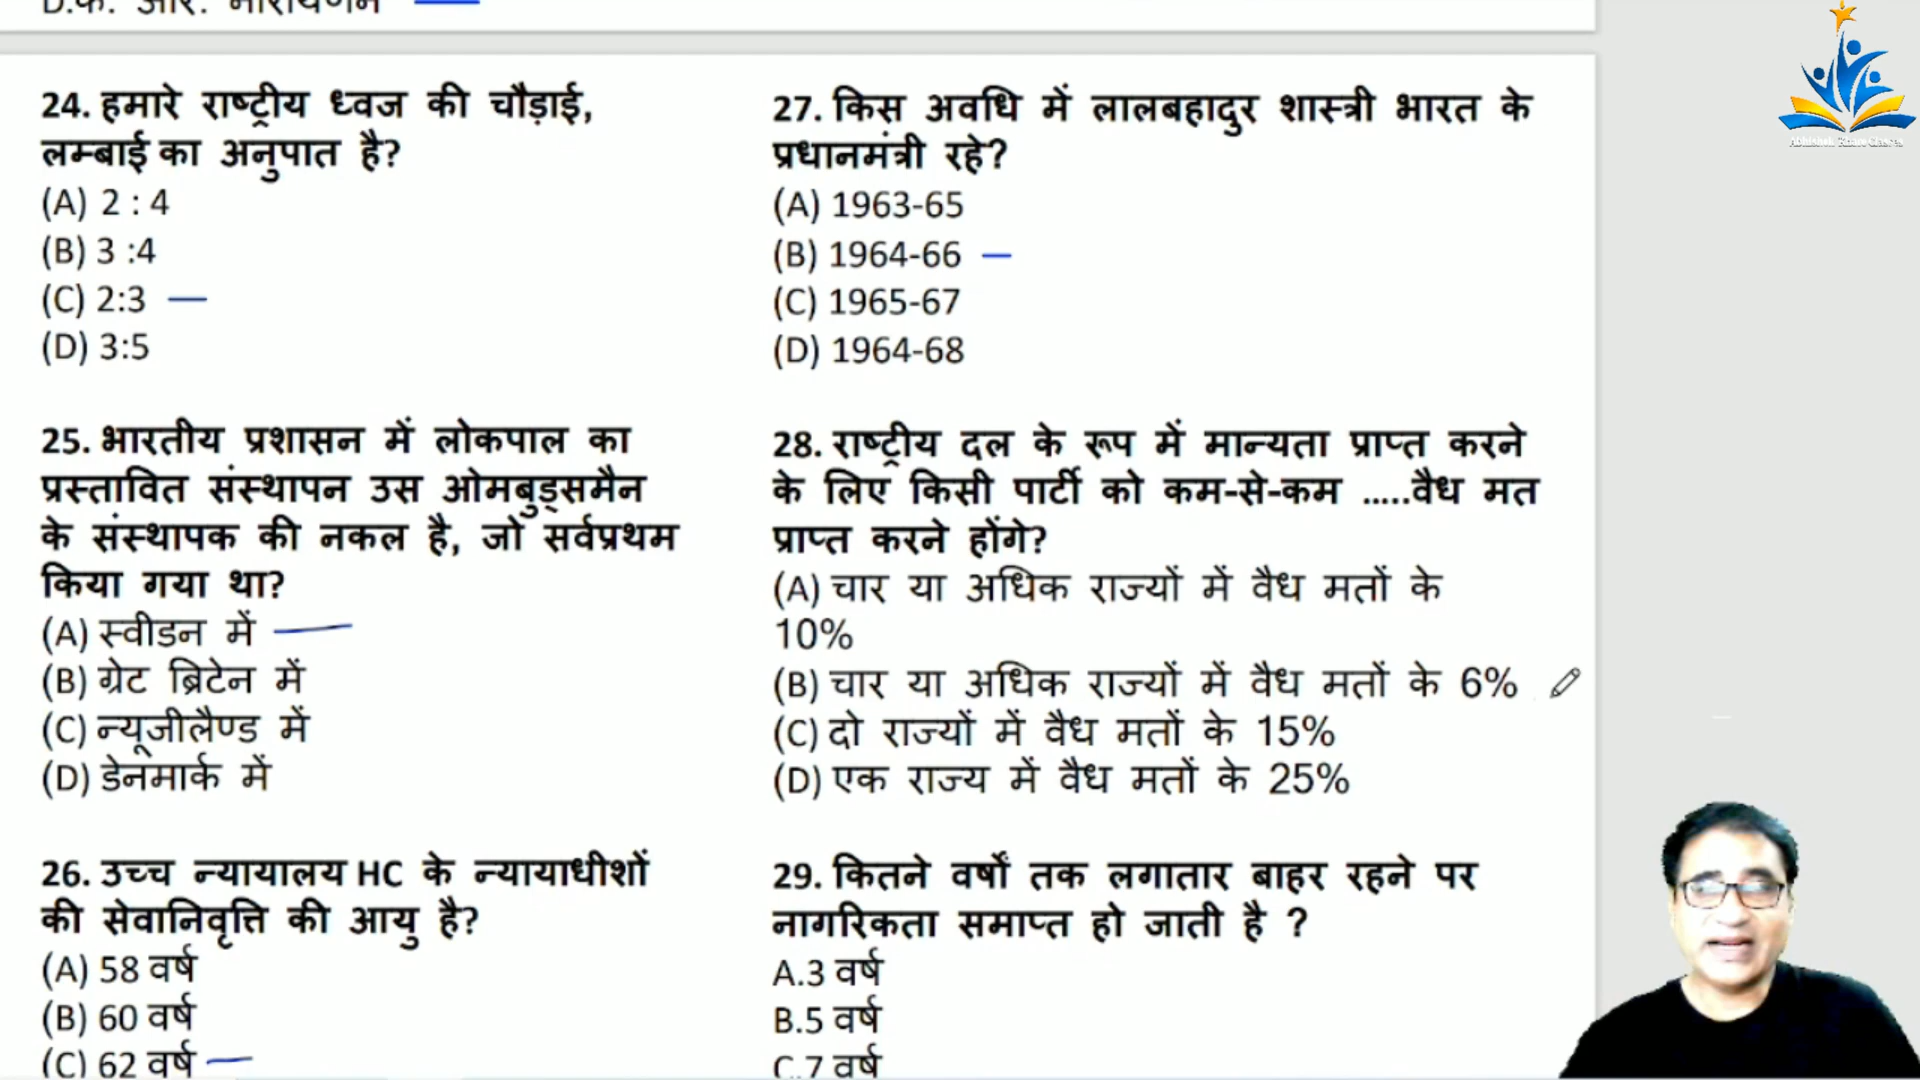 D.के. आर. नारायणन
24. हमारे राष्ट्रीय ध्वज की चौड़ाई,
लम्बाई का अनुपात है?
(A) 2 : 4
(B) 3 :4
(C) 2:3
(D) 3:5
25. भारतीय प्रशासन में लोकपाल का
प्रस्तावित संस्थापन उस ओमबुड्समैन
के संस्थापक की नकल है, जो सर्वप्रथम
किया गया था?
(A) स्वीडन में
(B) ग्रेट ब्रिटेन में
(C) न्यूजीलैण्ड में
(D) डेनमार्क में
26. उच्च न्यायालय HC के न्यायाधीशों
की सेवानिवृत्ति की आयु है?
(A) 58 वर्ष
(B) 60 वर्ष
(C) 62 वर्ष
27. किस अवधि में लालबहादुर शास्त्री भारत के
प्रधानमंत्री रहे?
(A) 1963-65
(B) 1964-66
(C) 1965-67
(D) 1964-68
28. राष्ट्रीय दल के रूप में मान्यता प्राप्त करने
के लिए किसी पार्टी को कम-से-कम .....वैध मत
प्राप्त करने होंगे?
(A) चार या अधिक राज्यों में वैध मतों के
10%
(B) चार या अधिक राज्यों में वैध मतों के 6%
(C) दो राज्यों में वैध मतों के 15%
(D) एक राज्य में वैध मतों के 25%
29. कितने वर्षों तक लगातार बाहर रहने पर
नागरिकता समाप्त हो जाती है ?
A.3 वर्ष
B.5 वर्ष
C.7 वर्ष